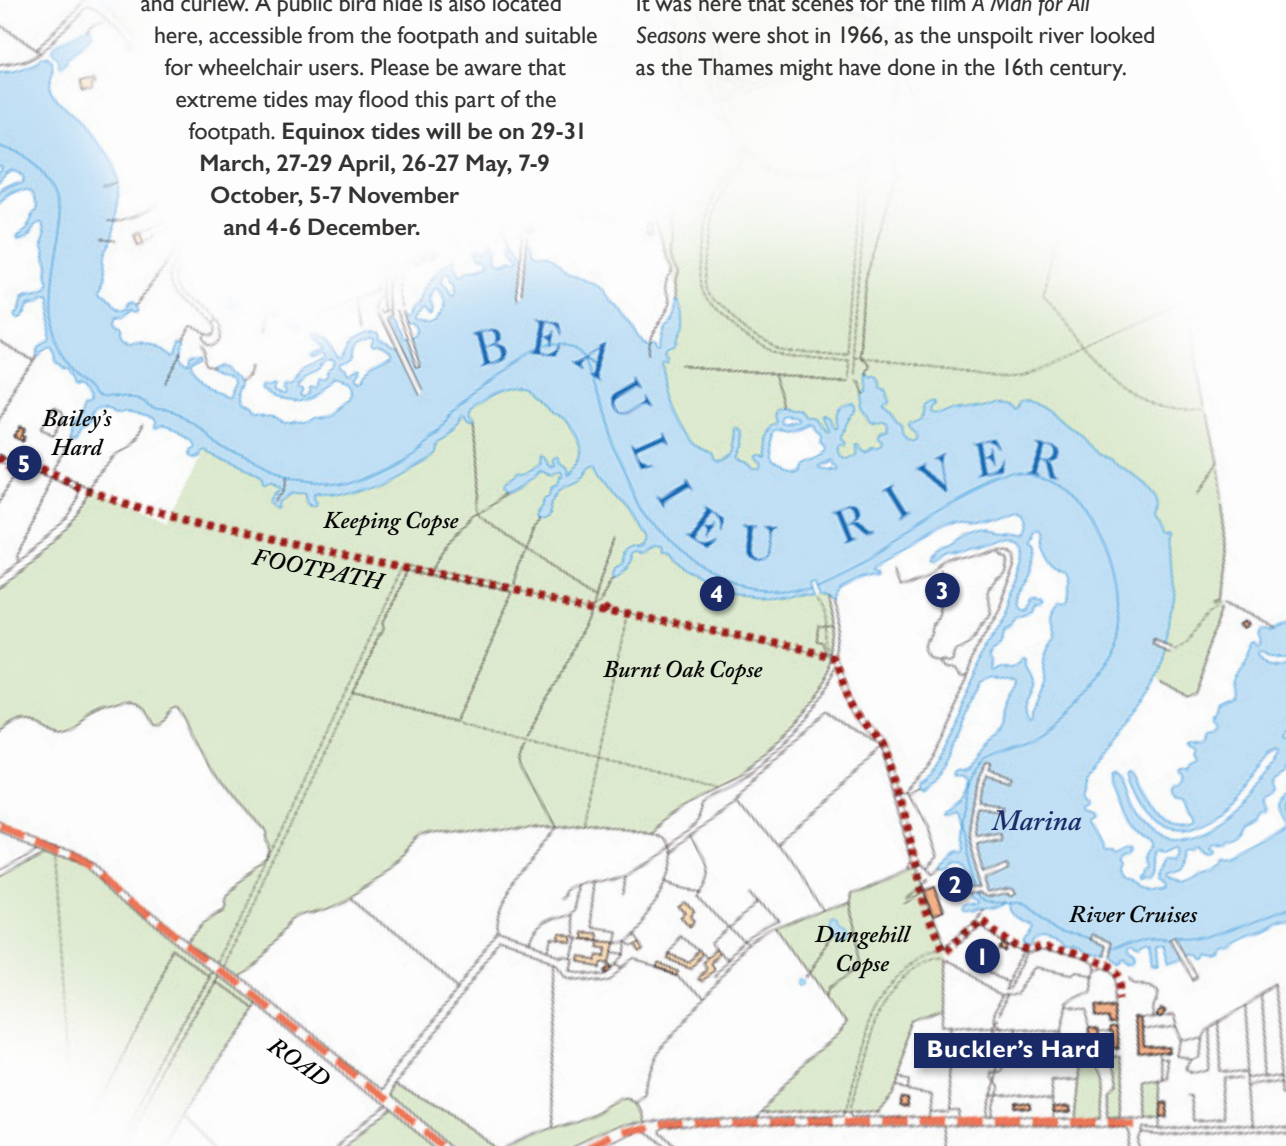 and curlew. A public bird hide is also located
here, accessible from the footpath and suitable
for wheelchair users. Please be aware that
extreme tides may flood this part of the
footpath. Equinox tides will be on 29-31
March, 27-29 April, 26-27 May, 7-9
October, 5-7 November
and 4-6 December.
It was here that scenes for the film A Man for All
Seasons were shot in 1966, as the unspoilt river looked
as the Thames might have done in the 16th century.
BEAULIEU RIVER
Bailey's
Hard
5
Keeping Copse
FOOTPATH
4
3
Burnt Oak Copse
Marina
2
River Cruises
Dungehill
Copse
1
Buckler's Hard
ROAD